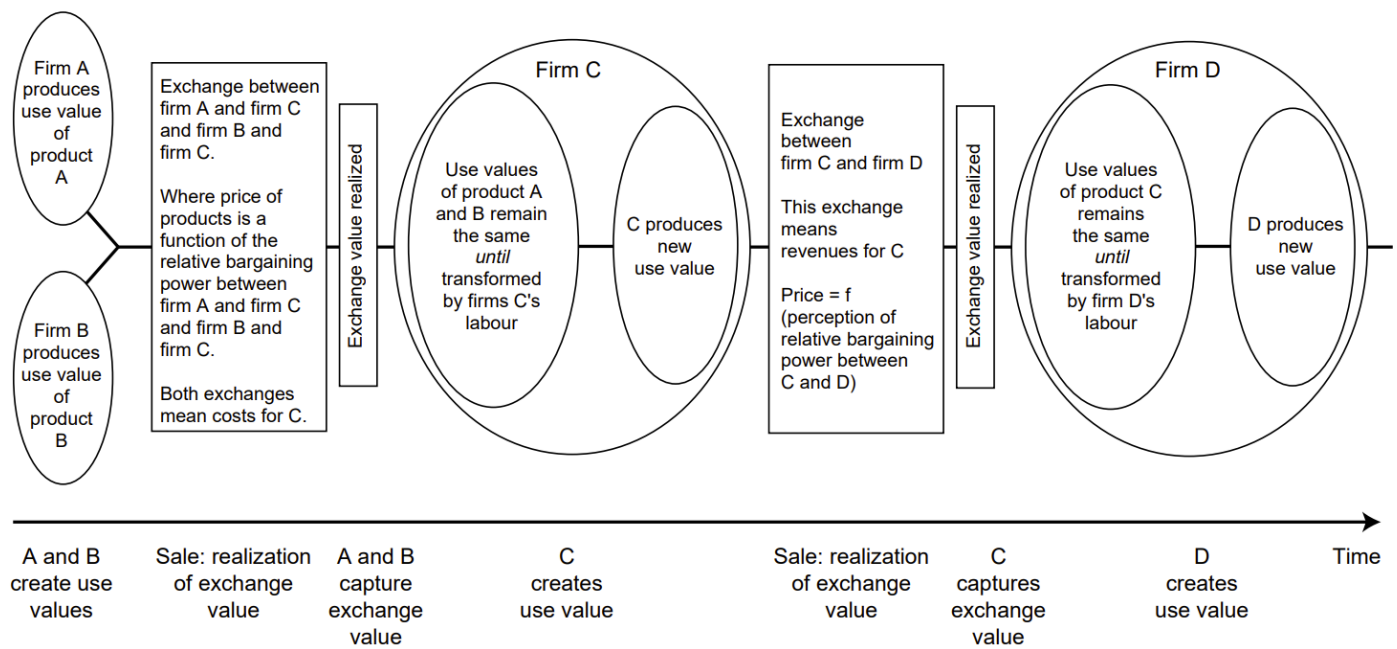 Firm A
produces
use value
of
product
A
Firm B
produces
use value
of
product
B
Exchange between
firm A and firm C
and firm B and
firm C.
Where price of
products is a
function of the
relative bargaining
power between
firm A and firm C
and firm B and
firm C.
Both exchanges
mean costs for C.
Exchange value realized
Firm C
Use values
of product A
and B remain
the same
until
transformed
by firms C's
labour
C produces
new
use value
Exchange
between
firm C and firm D
This exchange
means
revenues for C
Price = f
(perception of
relative bargaining
power between
C and D)
Exchange value realized
Firm D
Use values
of product C
remains
the same
until
transformed
by firm D's
labour
D produces
new
use value
A and B
create use
values
Sale: realization
of exchange
value
A and B
capture
exchange
value
C
creates
use value
Sale: realization
of exchange
value
C
captures
exchange
value
D
creates
use value
Time